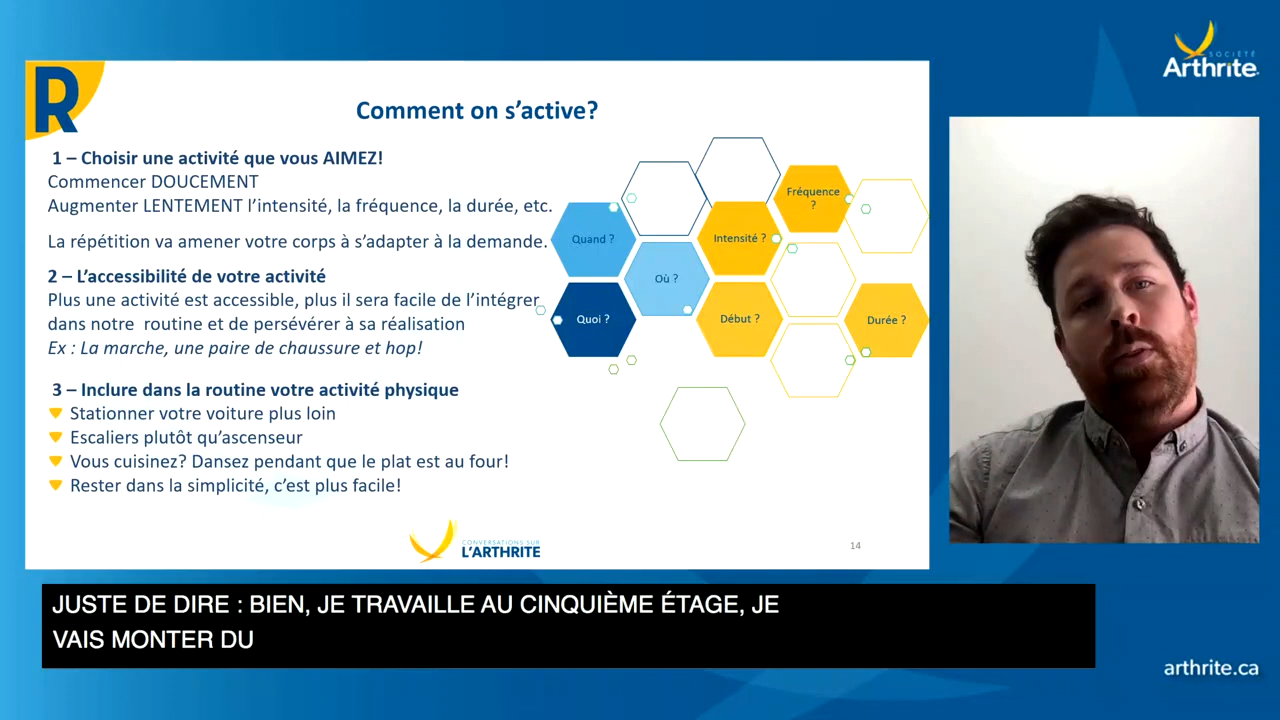 R
Comment on s’active?
1 – Choisir une activité que vous AIMEZ!
Commencer DOUCEMENT
Augmenter LENTEMENT l’intensité, la fréquence, la durée, etc.
La répétition va amener votre corps à s’adapter à la demande.
2 – L’accessibilité de votre activité
Plus une activité est accessible, plus il sera facile de l’intégrer
dans notre routine et de persévérer à sa réalisation
Ex : La marche, une paire de chaussure et hop!
3 – Inclure dans la routine votre activité physique
Stationner votre voiture plus loin
Escaliers plutôt qu’ascenseur
Vous cuisinez? Dansez pendant que le plat est au four!
Rester dans la simplicité, c’est plus facile!
Quand ?
Quoi ?
Où ?
Intensité ?
Début ?
Fréquence
?
Durée ?
CONVERSATIONS SUR
L’ARTHRITE
14
SOCIÉTÉ
Arthrite
JUSTE DE DIRE : BIEN, JE TRAVAILLE AU CINQUIÈME ÉTAGE, JE
VAIS MONTER DU
arthrite.ca